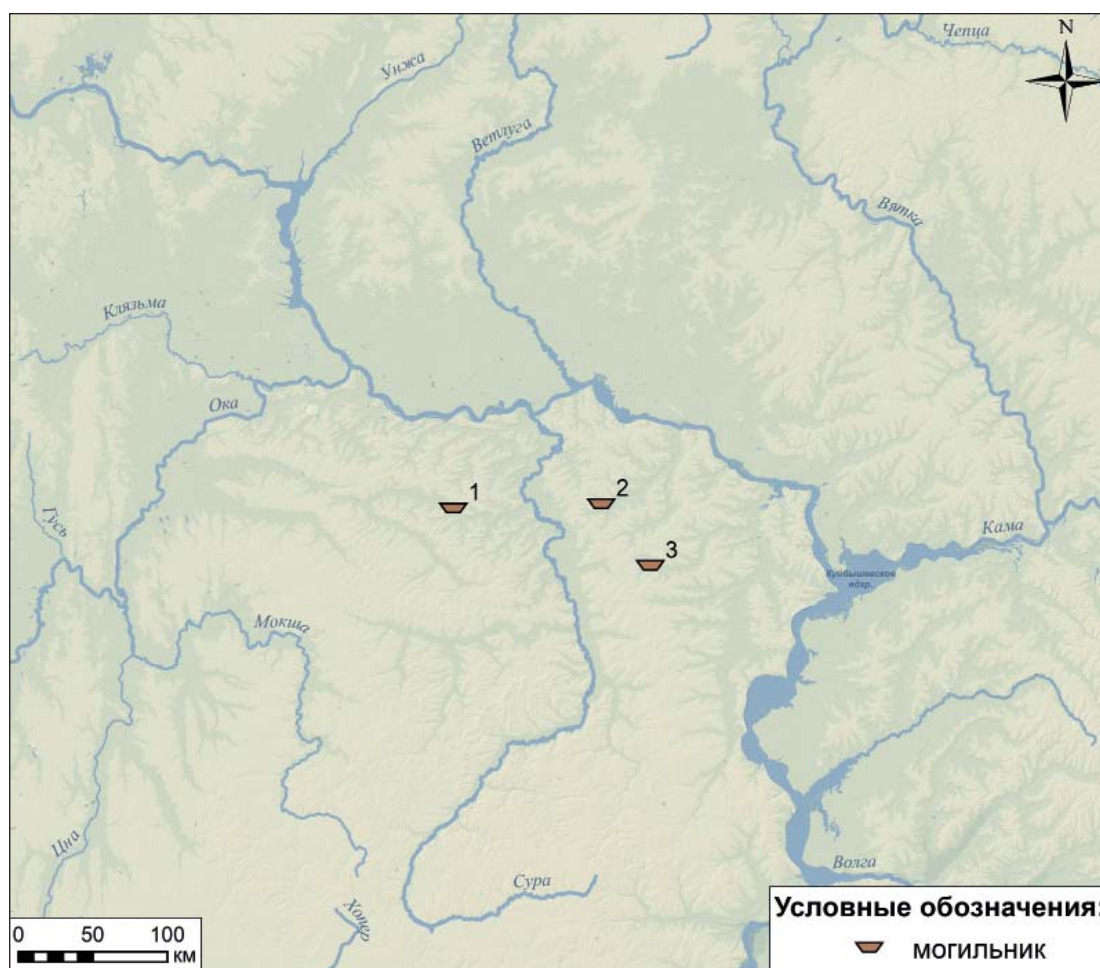 Чепца
N
Унжа
Ветлуга
Вятка
Клязьма
Ока
1
2
Гусь
Кама
3
Куйбышевское
вдхр.
Мокша
Цна
Волга
Сура
Хопер
Условные обозначения:
могильник
0 50 100
КМ